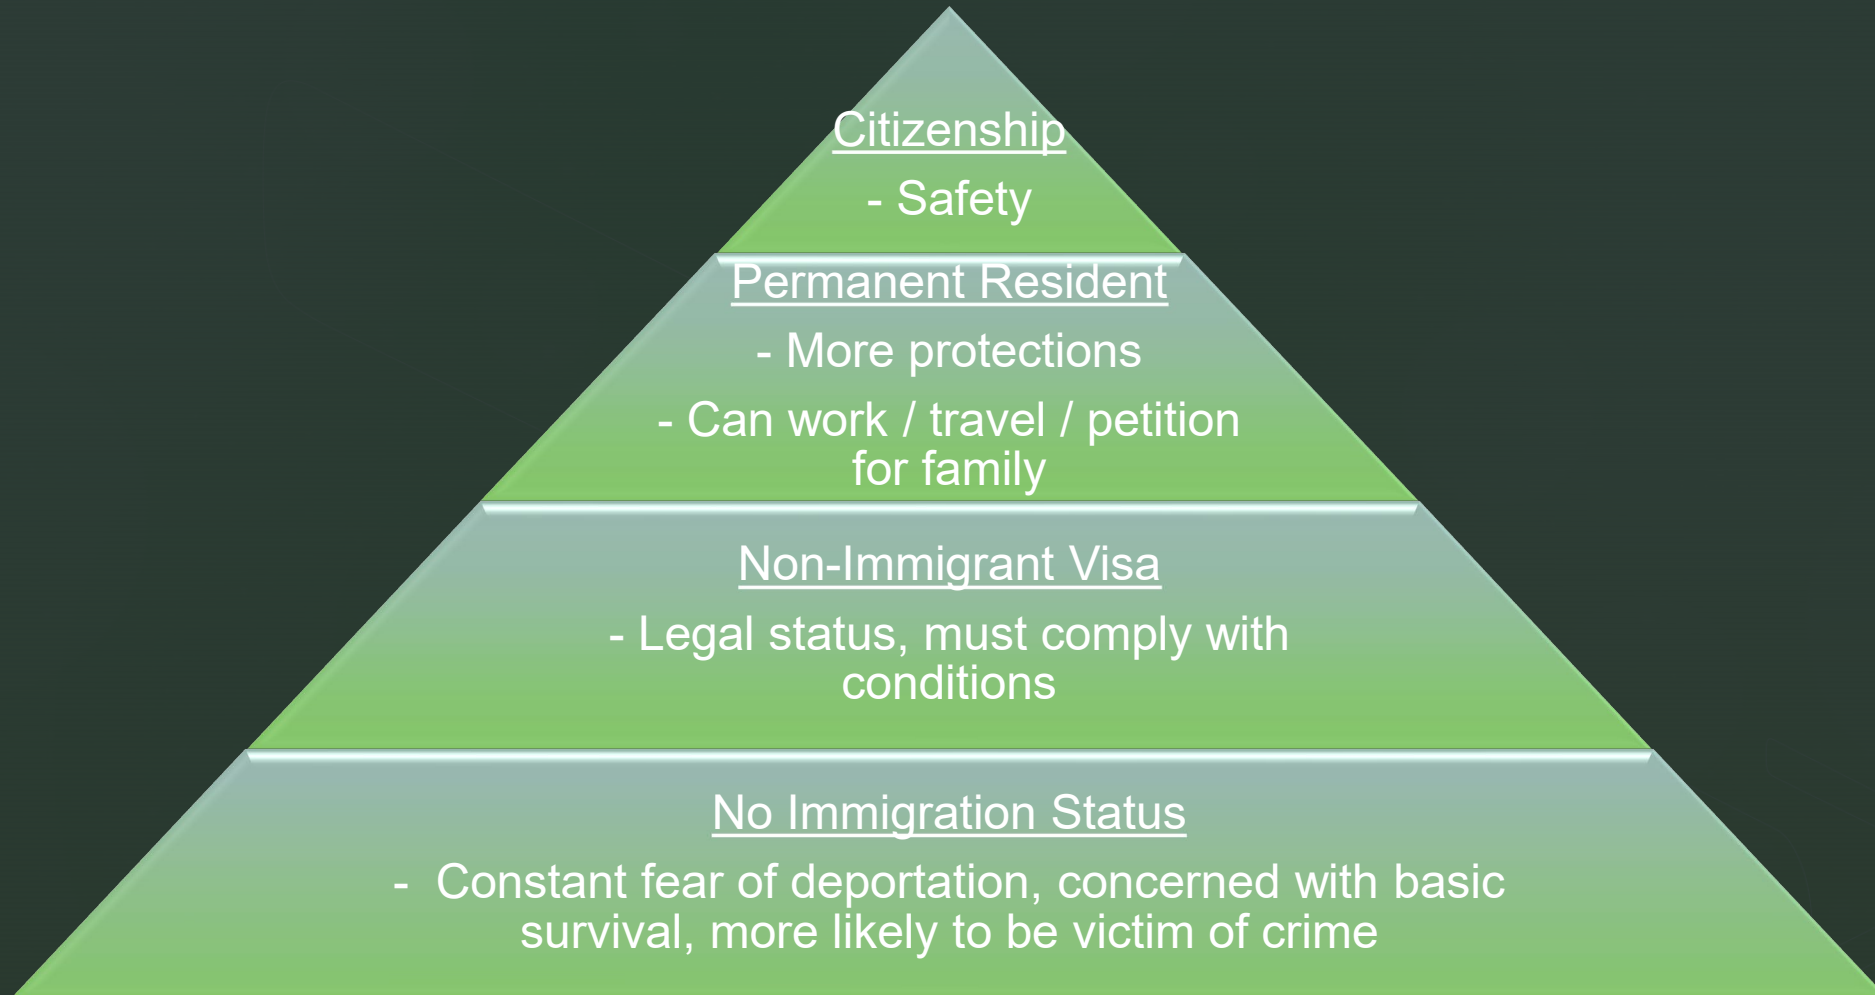 Citizenship
- Safety
Permanent Resident
- More protections
- Can work / travel / petition
for family
Non-Immigrant Visa
- Legal status, must comply with
conditions
No Immigration Status
- Constant fear of deportation, concerned with basic
survival, more likely to be victim of crime